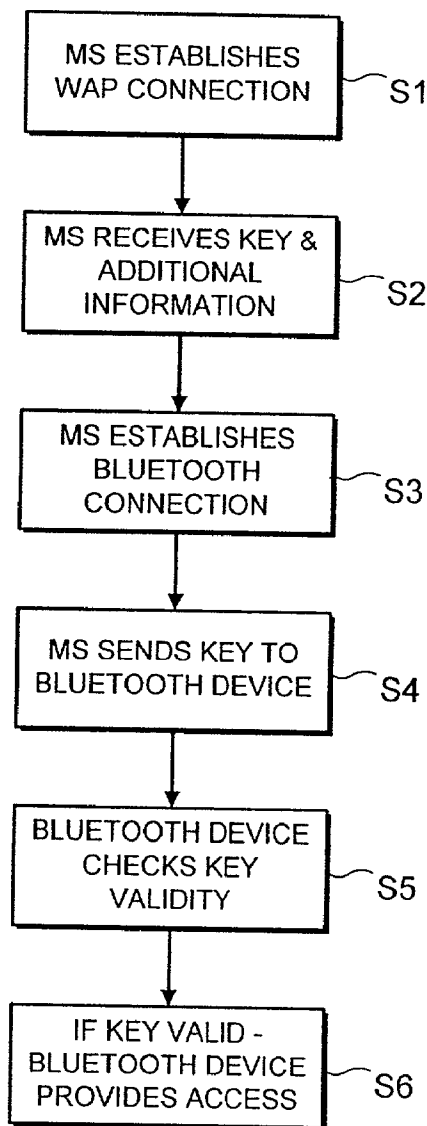 MS ESTABLISHES
WAP CONNECTION
S1
MS RECEIVES KEY &
ADDITIONAL
INFORMATION
S2
MS ESTABLISHES
BLUETOOTH
CONNECTION
S3
MS SENDS KEY TO
BLUETOOTH DEVICE
S4
BLUETOOTH DEVICE
CHECKS KEY
VALIDITY
S5
IF KEY VALID -
BLUETOOTH DEVICE
PROVIDES ACCESS
S6